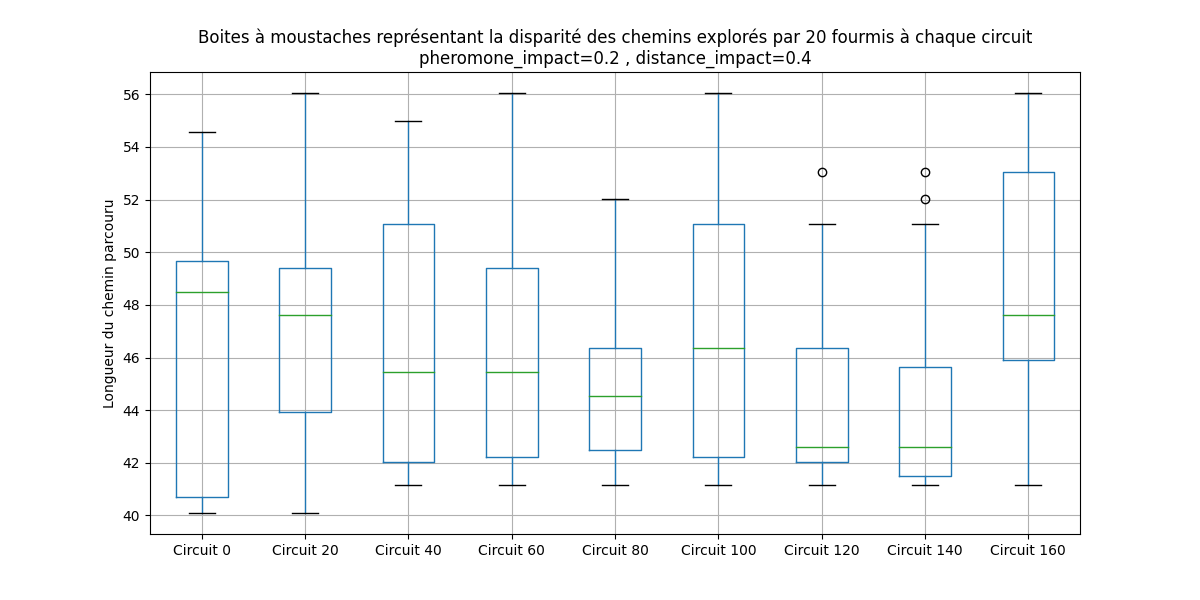 Boites à moustaches représentant la disparité des chemins explorés par 20 fourmis à chaque circuit
pheromone_impact=0.2 , distance_impact=0.4
56
54
52
50
48
46
44
42
40
Longueur du chemin parcouru
Circuit 0
Circuit 20
Circuit 40
Circuit 60
Circuit 80
Circuit 100
Circuit 120
Circuit 140
Circuit 160